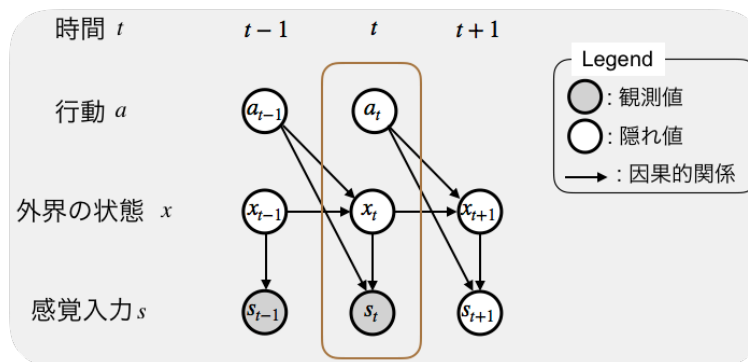 時間 t t − 1 t t + 1
Legend
: 観測値
: 隠れ値
: 因果的関係
行動 a a_{t−1} a_t
外界の状態 x x_{t−1} x_t x_{t+1}
感覚入力 s s_{t−1} s_t s_{t+1}